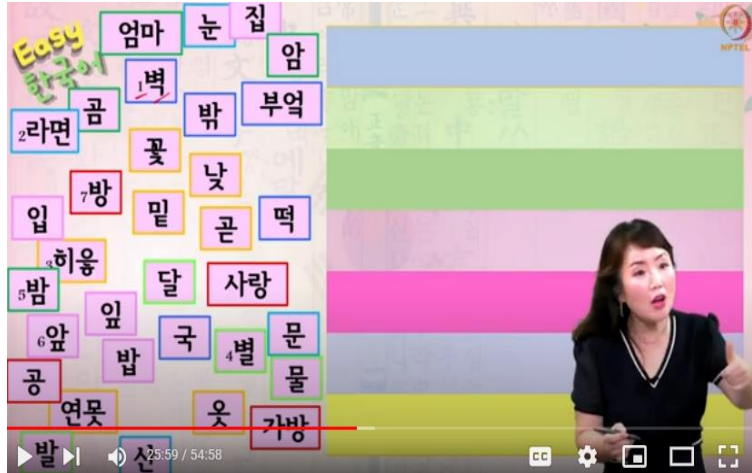 Easy
한국어
엄마
눈
집
암
1벽
곰
밖
부엌
2라면
꽃
낮
7방
밑
곧
떡
입
3히읗
달
사랑
5밤
잎
6앞
밥
국
4별
문
공
물
연못
옷
가방
발
신
25:59 / 54:58
CC
NPTEL